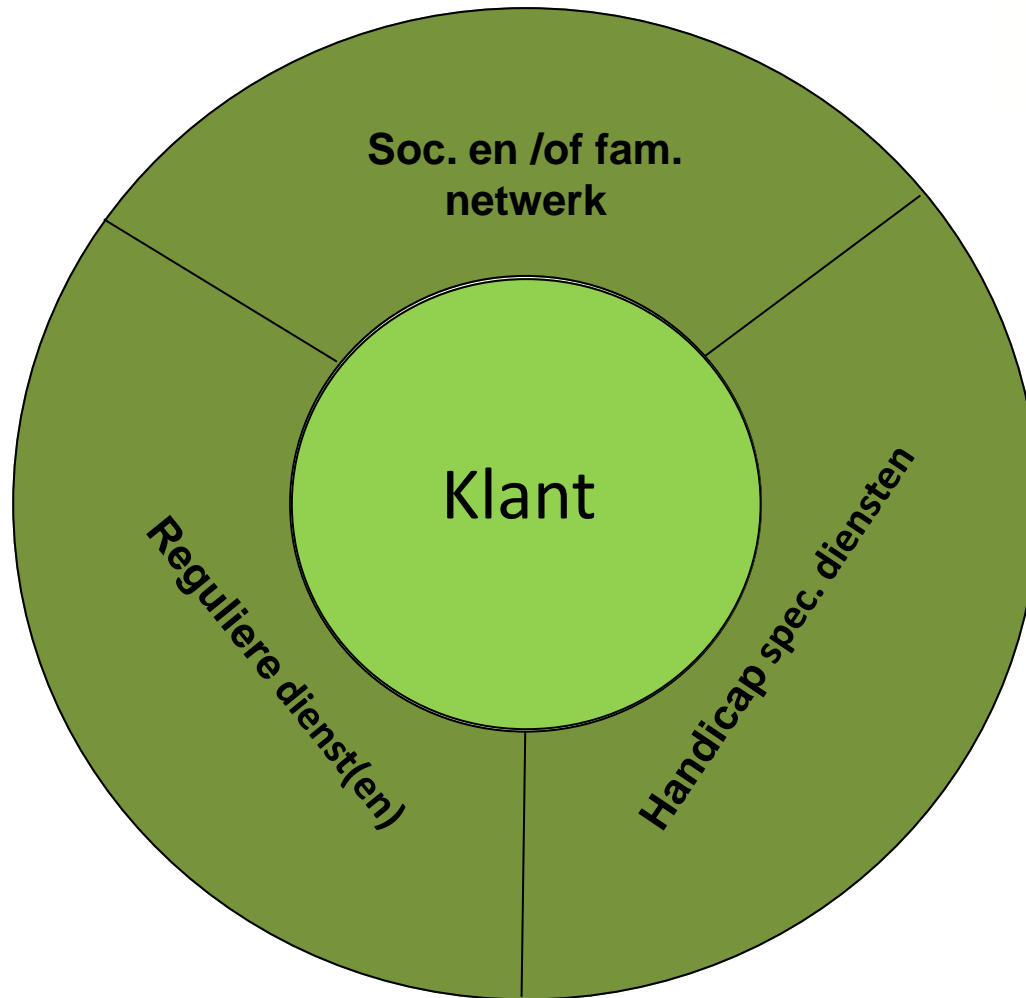 Soc. en /of fam.
netwerk
Klant
Reguliere dienst(en)
Handicap spec. diensten